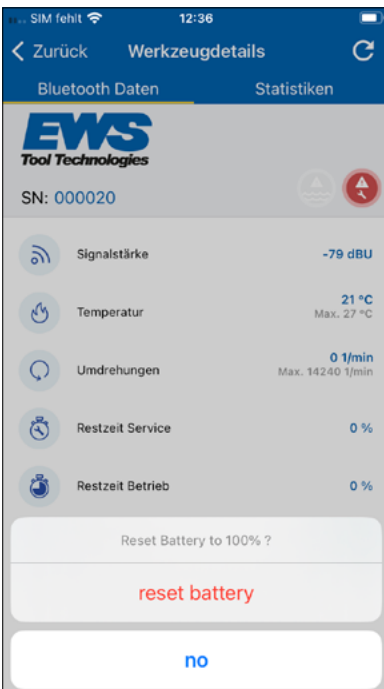 SIM fehlt 12:36
Zurück Werkzeugdetails
Bluetooth Daten Statistiken
EWS
Tool Technologies
SN: 000020
Signalstärke -79 dBU
Temperatur 21 °C
Max. 27 °C
Umdrehungen 0 1/min
Max. 14240 1/min
Restzeit Service 0 %
Restzeit Betrieb 0 %
Reset Battery to 100% ?
reset battery
no